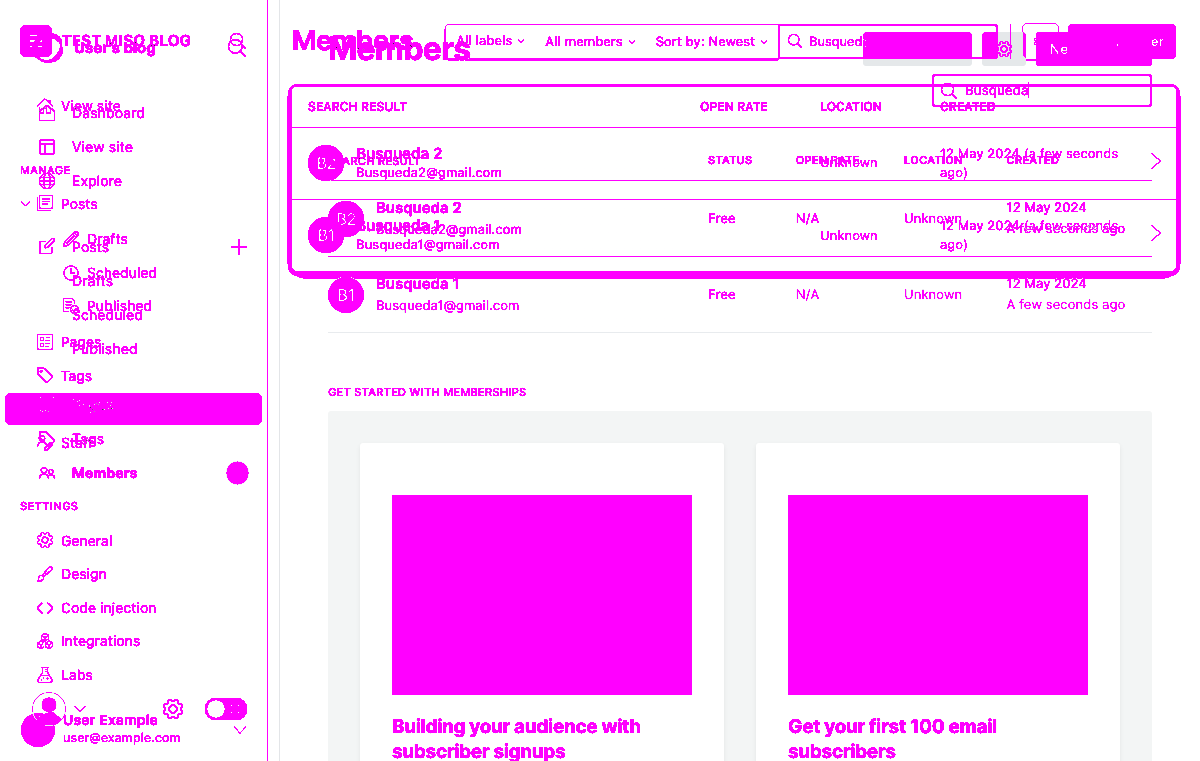 TEST MISO BLOG
User's Blog
View site
Dashboard
View site
MANAGE
Explore
Posts
Drafts
Posts
Scheduled
Drafts
Published
Scheduled
Pages
Published
Tags
Tags
Staff
Members
SETTINGS
General
Design
Code injection
Integrations
Labs
User Example
user@example.com
Members
Members
All labels
All members
Sort by: Newest
Busqueda
SEARCH RESULT OPEN RATE LOCATION CREATED
B2 Busqueda 2
Busqueda2@gmail.com
Unknown
12 May 2024 (a few seconds
ago)
SEARCH RESULT STATUS OPEN RATE LOCATION CREATED
B2 Busqueda 2
Busqueda2@gmail.com
Free N/A Unknown
12 May 2024
A few seconds ago
B1 Busqueda 1
Busqueda1@gmail.com
Unknown
12 May 2024 (a few seconds
ago)
B1 Busqueda 1
Busqueda1@gmail.com
Free N/A Unknown
12 May 2024
A few seconds ago
GET STARTED WITH MEMBERSHIPS
Building your audience with
subscriber signups
Get your first 100 email
subscribers